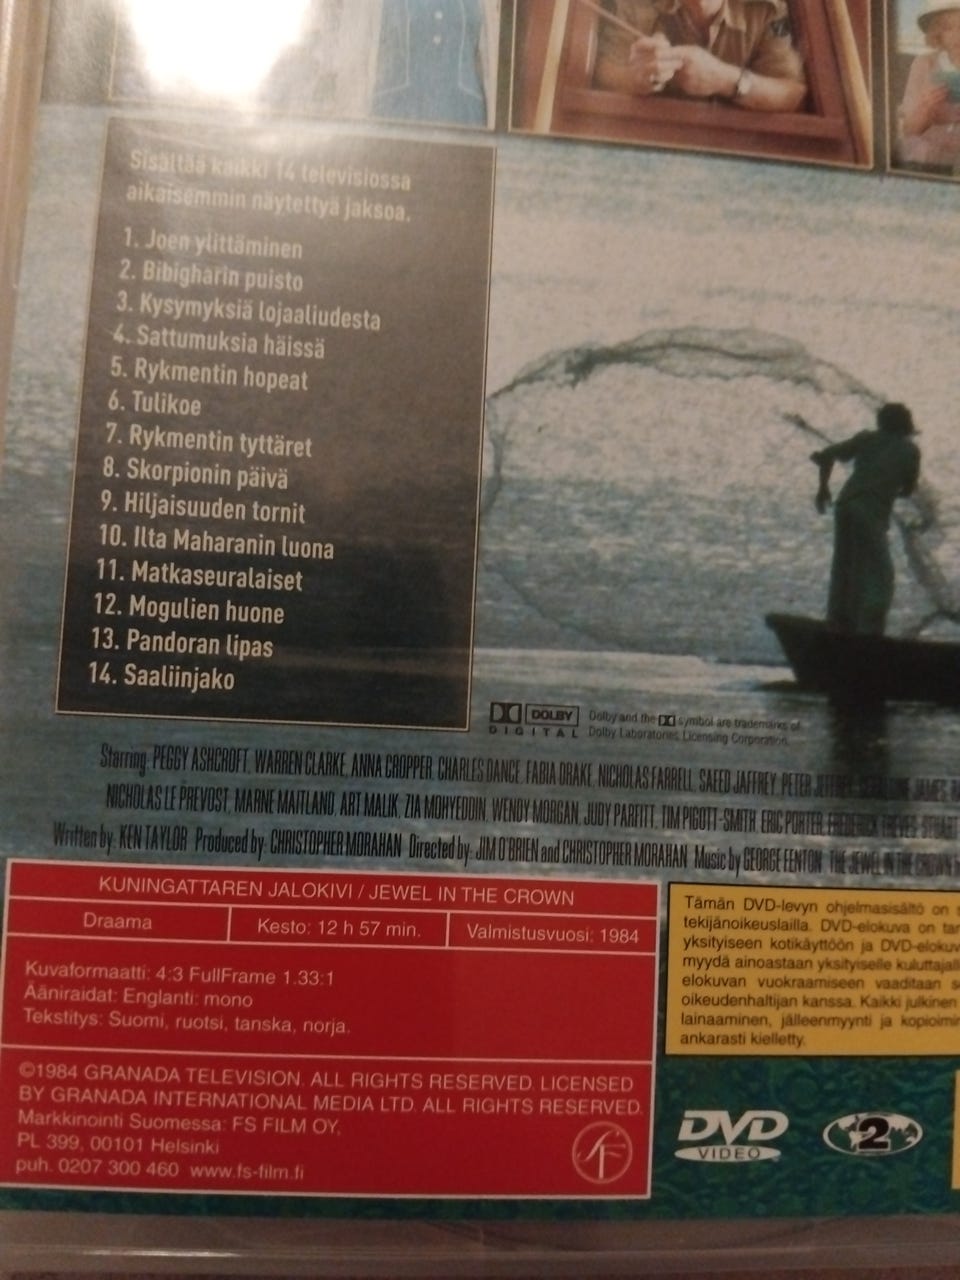 Sisältää kaikki 14 televisiossa
aikaisemmin näytettyä jaksoa.
1. Joen ylittäminen
2. Bibigharin puisto
3. Kysymyksiä lojaaliudesta
4. Sattumuksia häissä
5. Rykmentin hopeat
6. Tulikoe
7. Rykmentin tyttäret
8. Skorpionin päivä
9. Hiljaisuuden tornit
10. Ilta Maharanin luona
11. Matkaseuralaiset
12. Mogulien huone
13. Pandoran lipas
14. Saaliinjako
DOLBY
DIGITAL
Dolby and the symbol are trademarks of
Dolby Laboratories Licensing Corporation.
Starring: PEGGY ASHCROFT, WARREN CLARKE, ANNA CROPPER, CHARLES DANCE, FABIA DRAKE, NICHOLAS FARRELL, SAEED JAFFREY, PETER JEFFREY, GERALDINE JAMES,
NICHOLAS LE PREVOST, MARNE MAITLAND, ART MALIK, ZIA MOHYEDDIN, WENDY MORGAN, JUDY PARFITT, TIM PIGOTT-SMITH, ERIC PORTER, FREDERICK TREVES, STUART
Written by: KEN TAYLOR Produced by: CHRISTOPHER MORAHAN Directed by: JIM O'BRIEN and CHRISTOPHER MORAHAN Music by GEORGE FENTON THE JEWEL IN THE CROWN
KUNINGATTAREN JALOKIVI / JEWEL IN THE CROWN
Draama
Kesto: 12 h 57 min.
Valmistusvuosi: 1984
Kuvaformaatti: 4:3 FullFrame 1.33:1
Ääniraidat: Englanti: mono
Tekstitys: Suomi, ruotsi, tanska, norja.
©1984 GRANADA TELEVISION. ALL RIGHTS RESERVED. LICENSED
BY GRANADA INTERNATIONAL MEDIA LTD. ALL RIGHTS RESERVED.
Markkinointi Suomessa: FS FILM OY,
PL 399, 00101 Helsinki
puh. 0207 300 460 www.fs-film.fi
SF
Tämän DVD-levyn ohjelmasisältö on
tekijänoikeuslailla. DVD-elokuva on
yksityiseen kotikäyttöön ja
myydä ainoastaan yksityiselle
elokuvan vuokraamiseen vaaditaan
oikeudenhaltijan kanssa. Kaikki julkinen
lainaaminen, jälleenmyynti ja
ankarasti kielletty.
DVD
VIDEO
2